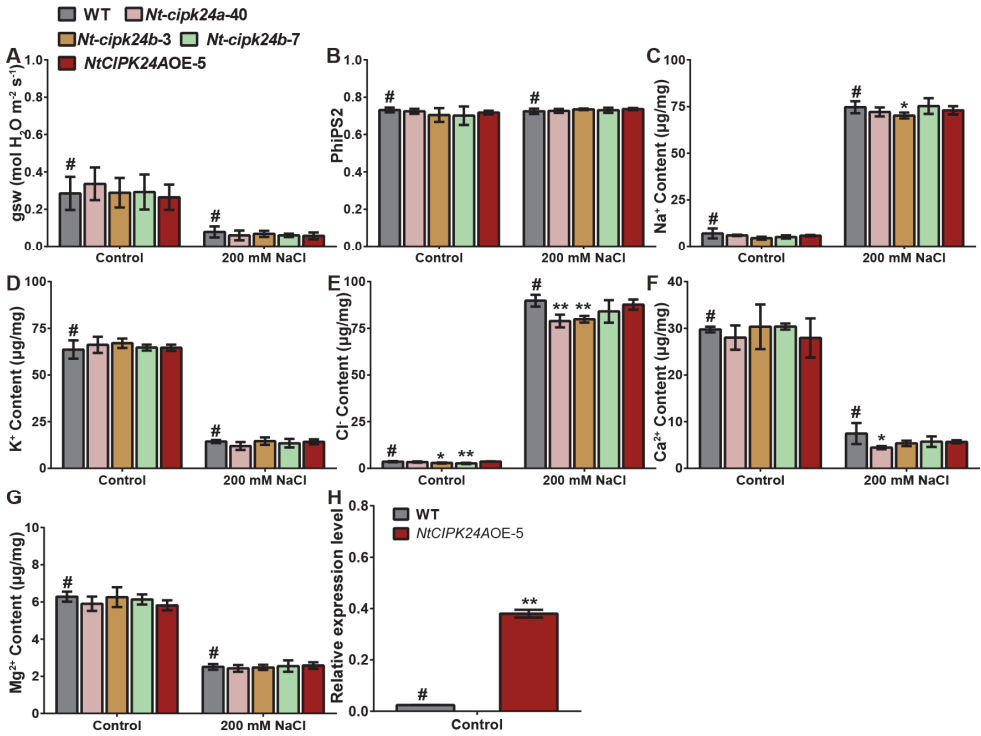 WT Nt-cipk24a-40
Nt-cipk24b-3 Nt-cipk24b-7
NtCIPK24AOE-5
A
gsw (mol H₂O m⁻² s⁻¹)
1.0
0.8
0.6
0.4
0.2
0.0
#
#
Control
200 mM NaCl
B
PhiPS2
1.0
0.8
0.6
0.4
0.2
0.0
#
#
Control
200 mM NaCl
C
Na⁺ Content (µg/mg)
100
75
50
25
0
#
#
*
Control
200 mM NaCl
D
K⁺ Content (µg/mg)
100
75
50
25
0
#
#
Control
200 mM NaCl
E
Cl⁻ Content (µg/mg)
100
75
50
25
0
#
*
**
#
**
**
Control
200 mM NaCl
F
Ca²⁺ Content (µg/mg)
40
30
20
10
0
#
#
*
Control
200 mM NaCl
G
Mg²⁺ Content (µg/mg)
10
8
6
4
2
0
#
#
Control
200 mM NaCl
H
Relative expression level
0.8
0.6
0.4
0.2
0.0
WT
NtCIPK24AOE-5
#
**
Control